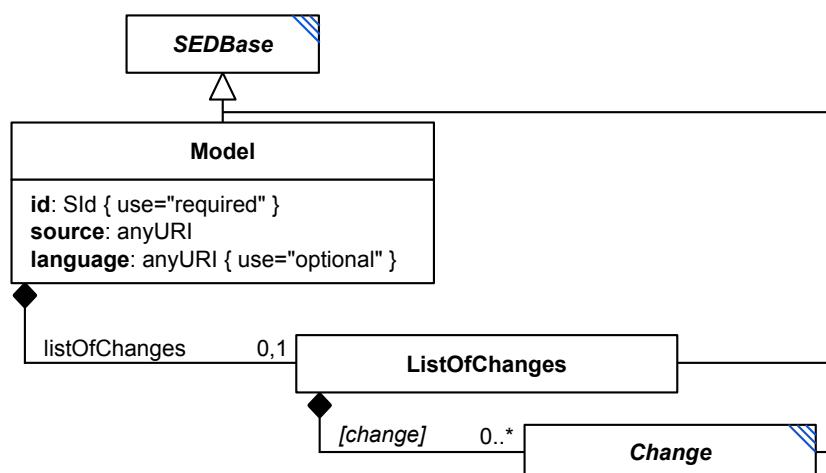 SEDBase
Model
id: SId { use="required" }
source: anyURI
language: anyURI { use="optional" }
listOfChanges 0,1
ListOfChanges
[change] 0..*
Change